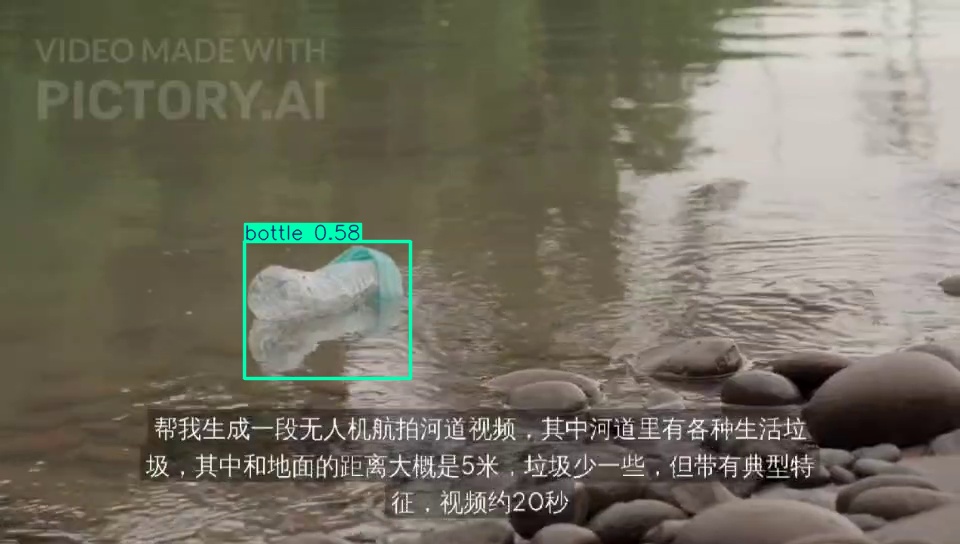 VIDEO MADE WITH
PICTORY.AI
bottle 0.58
帮我生成一段无人机航拍河道视频，其中河道里有各种生活垃
圾，其中和地面的距离大概是5米，垃圾少一些，但带有典型特
征，视频约20秒